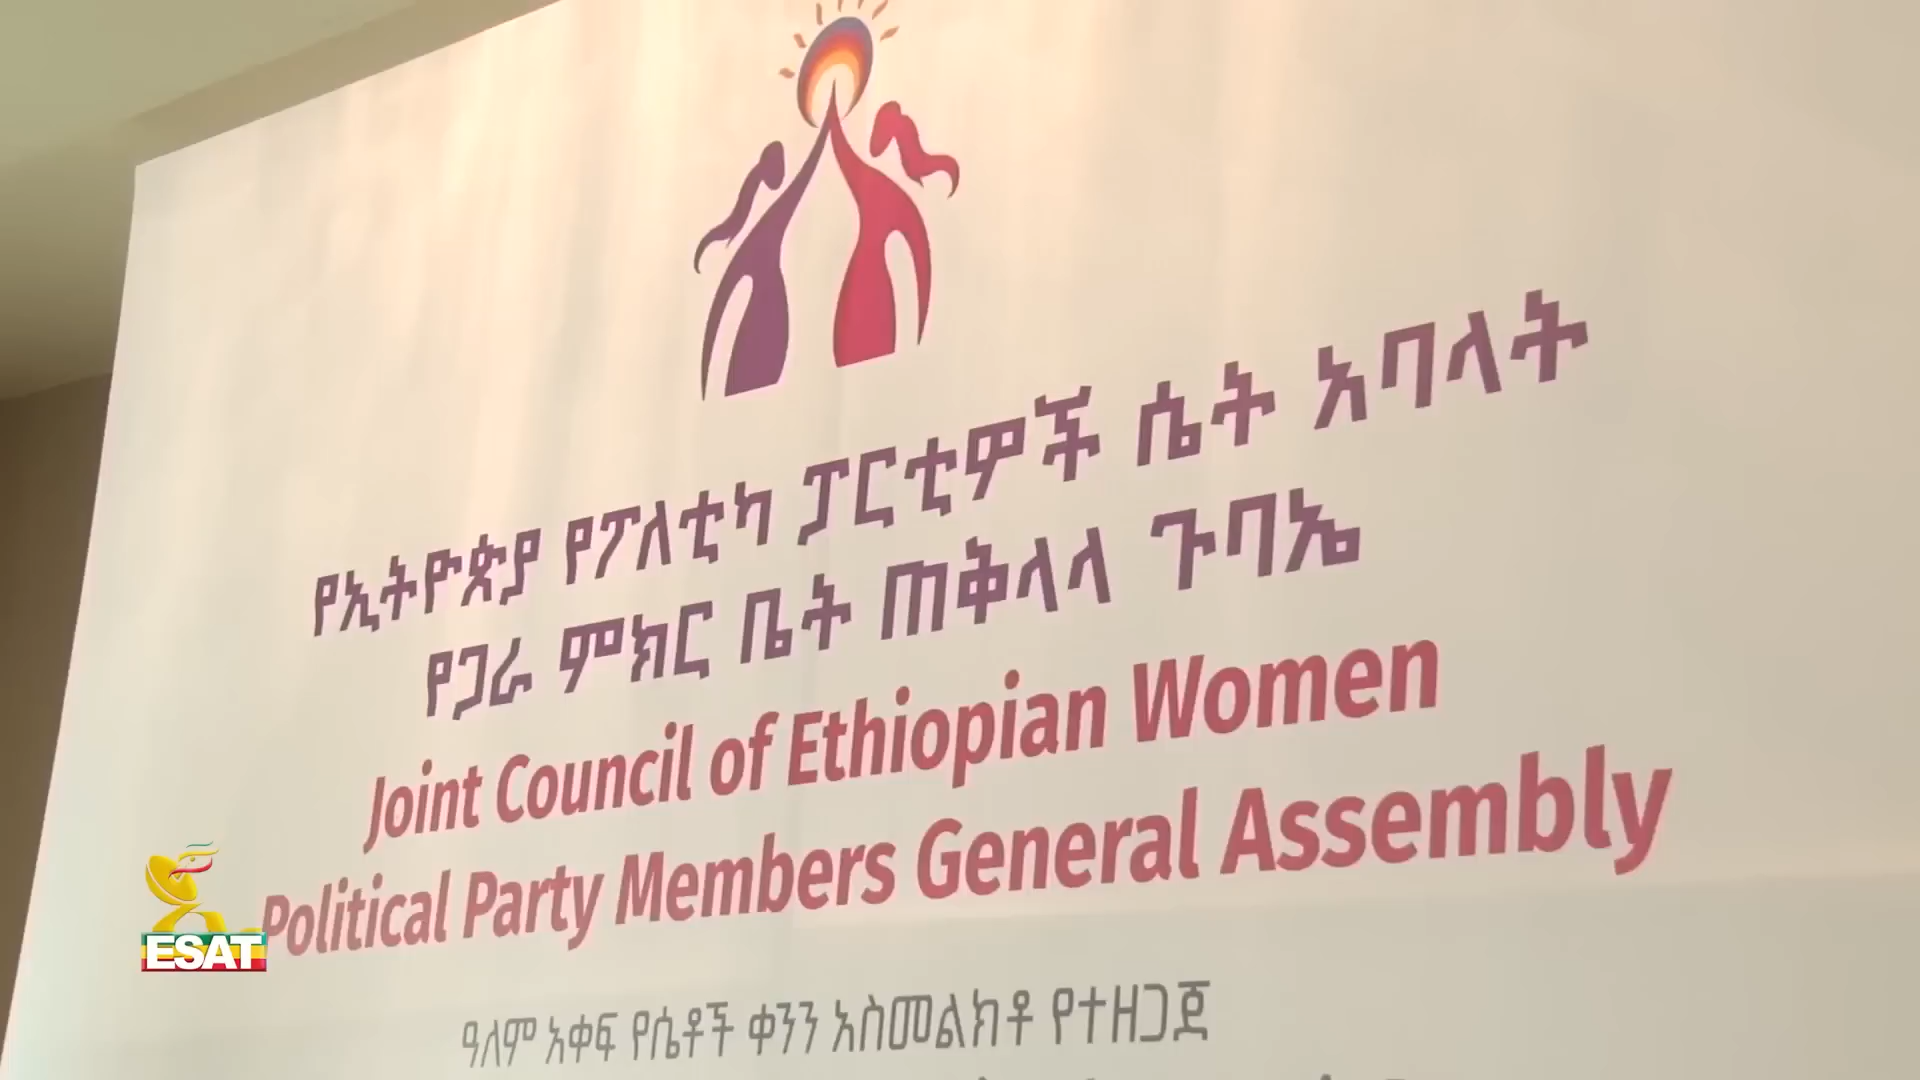 የኢትዮጵያ የፖለቲካ ፓርቲዎች ሴት አባላት
የጋራ ምክር ቤት ጠቅላላ ጉባኤ
Joint Council of Ethiopian Women
Political Party Members General Assembly
ዓለም አቀፍ የሴቶች ቀንን አስመልክቶ የተዘጋጀ
ESAT